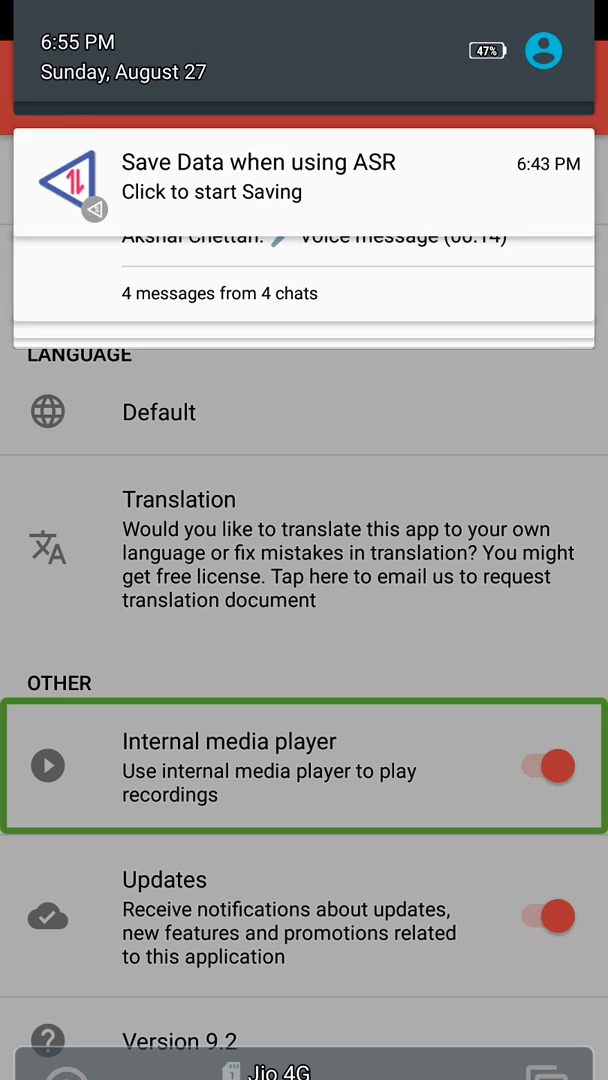 6:55 PM
47%
Sunday, August 27
Save Data when using ASR
6:43 PM
Click to start Saving
Akshai Chettan: Voice message (00:14)
4 messages from 4 chats
LANGUAGE
Default
Translation
Would you like to translate this app to your own
language or fix mistakes in translation? You might
get free license. Tap here to email us to request
translation document
OTHER
Internal media player
Use internal media player to play
recordings
Updates
Receive notifications about updates,
new features and promotions related
to this application
Version 9.2
1
Jio 4G